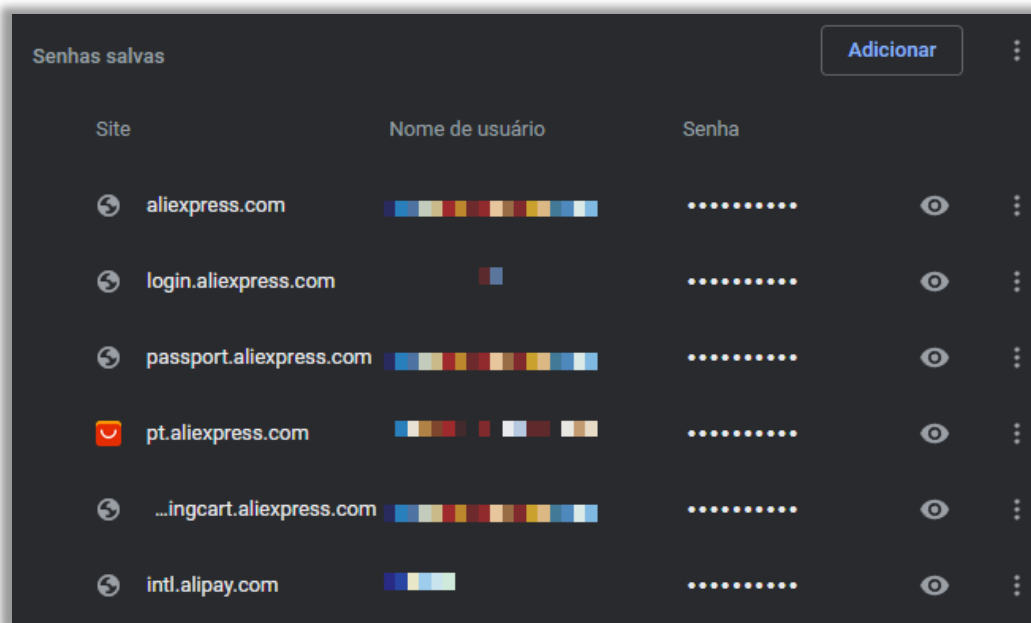 Senhas salvas Adicionar
Site Nome de usuário Senha
aliexpress.com ••••••••••
login.aliexpress.com ••••••••••
passport.aliexpress.com ••••••••••
pt.aliexpress.com ••••••••••
...ingcart.aliexpress.com ••••••••••
intl.alipay.com ••••••••••